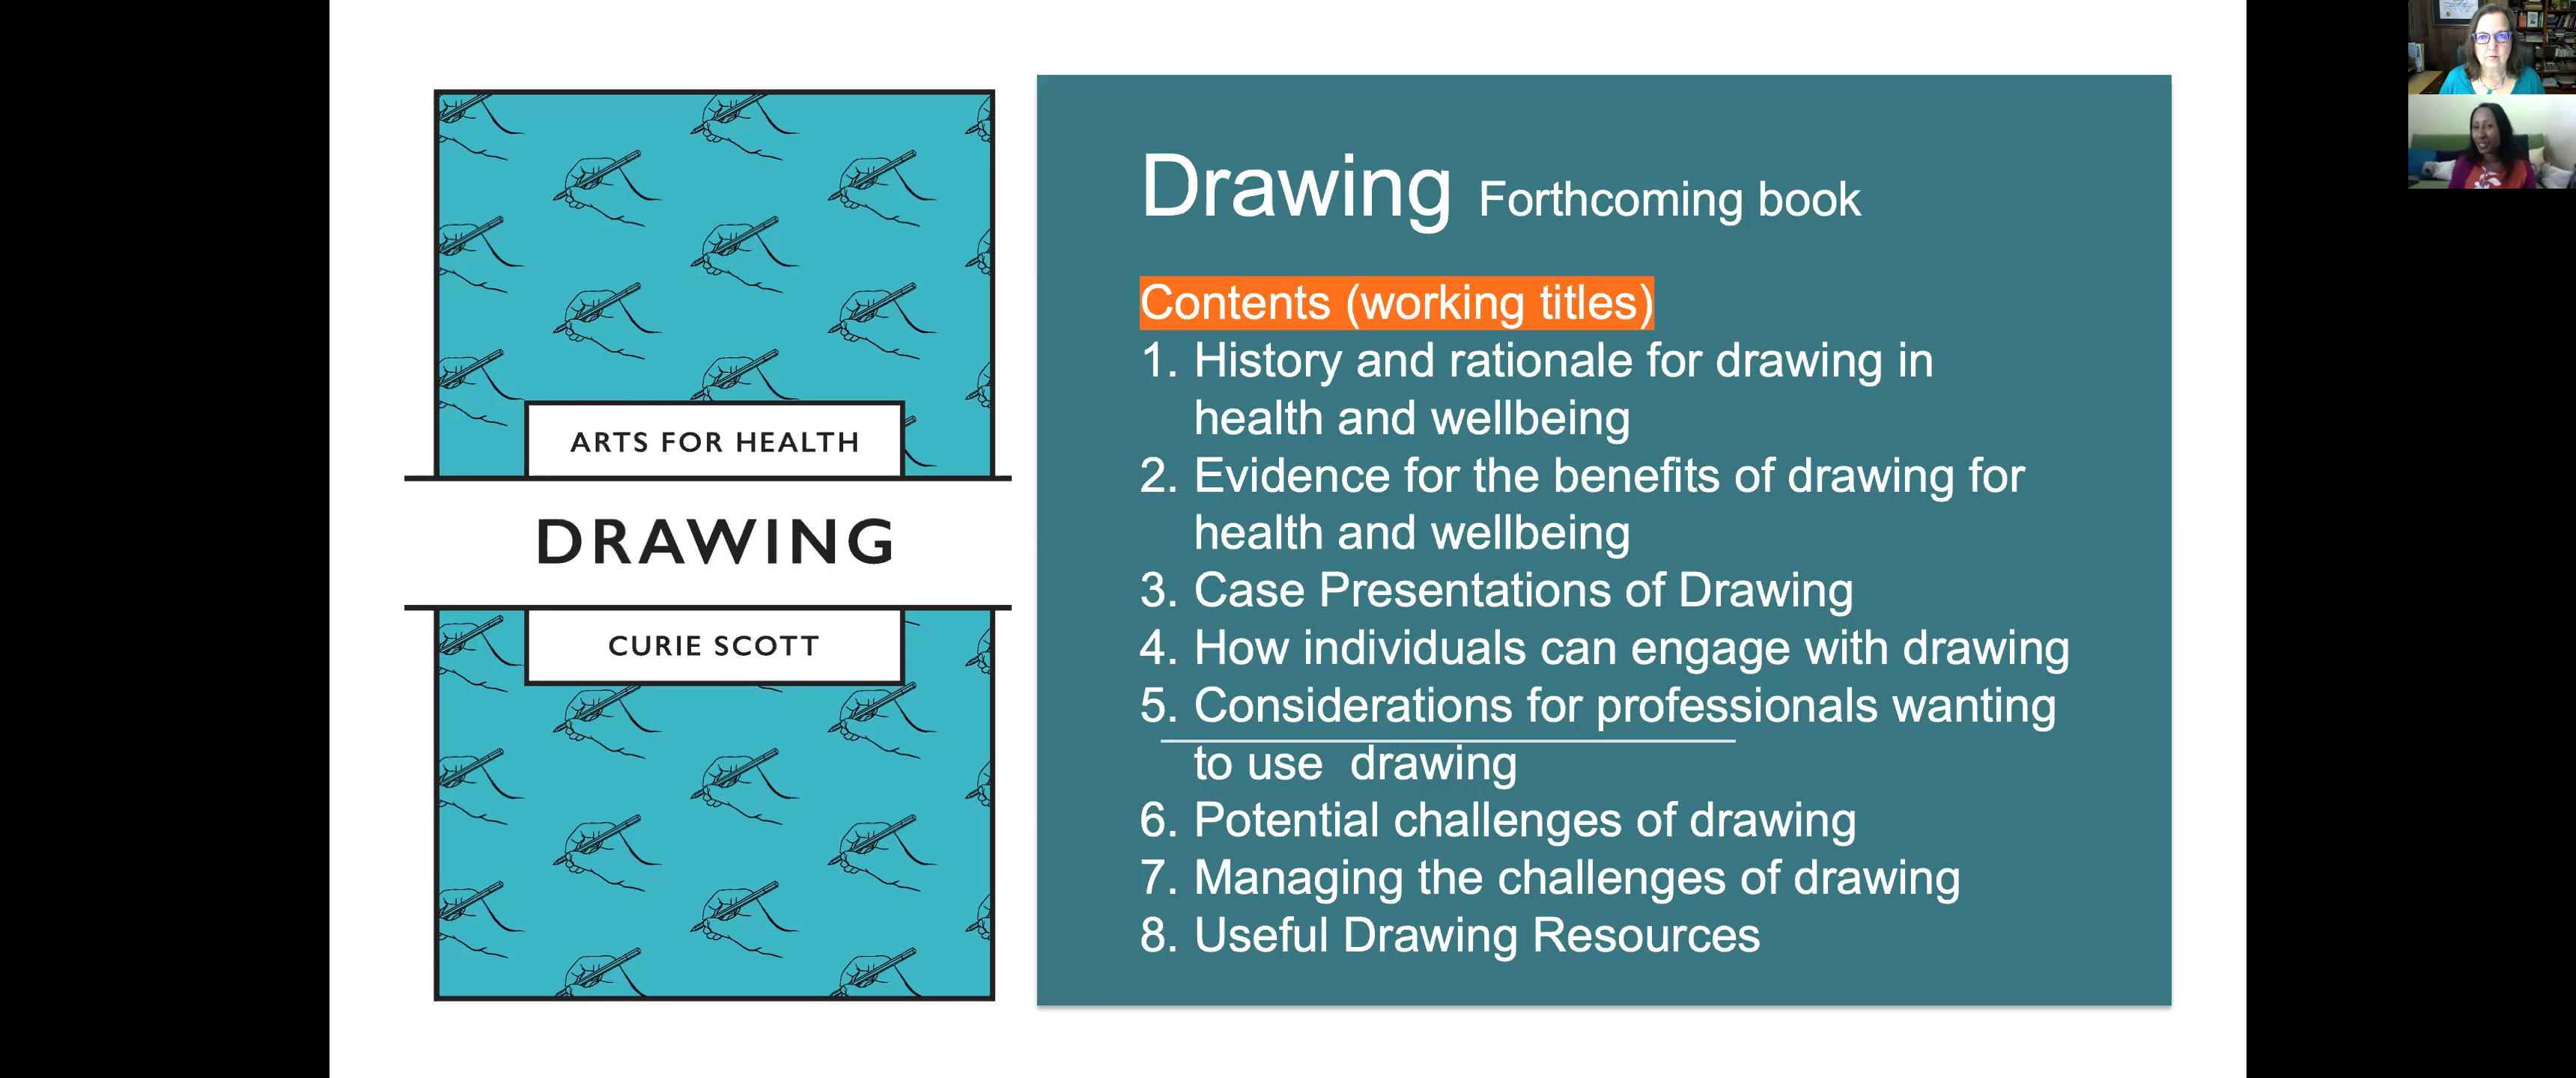 ARTS FOR HEALTH
DRAWING
CURIE SCOTT
Drawing Forthcoming book
Contents (working titles)
1. History and rationale for drawing in
health and wellbeing
2. Evidence for the benefits of drawing for
health and wellbeing
3. Case Presentations of Drawing
4. How individuals can engage with drawing
5. Considerations for professionals wanting
to use  drawing
6. Potential challenges of drawing
7. Managing the challenges of drawing
8. Useful Drawing Resources